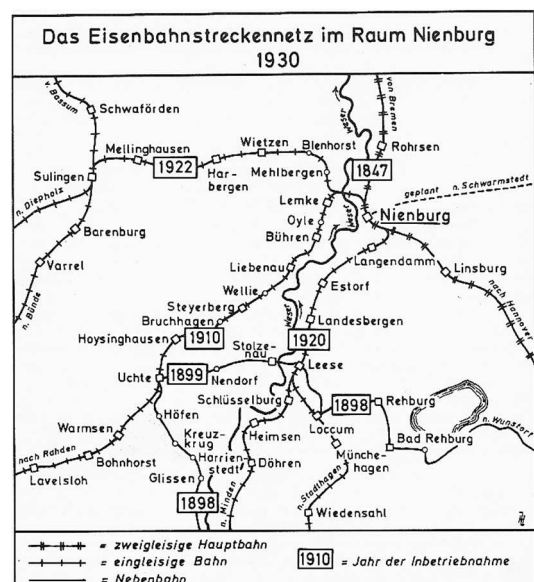 Das Eisenbahnstreckennetz im Raum Nienburg
1930
v. Bassum
Schwaförden
Mellinghausen
1922
Wietzen
Blenhorst
Har-
bergen
Mehlbergen
Weser
von Bremen
Rohrsen
1847
geplant n. Schwarmstedt
Sulingen
n. Diepholz
Barenburg
Varrel
n. Bünde
Lemke
Oyle
Bühren
Weser
Nienburg
Langendamm
Linsburg
nach Hannover
Liebenau
Wellie
Estorf
Steyerberg
Bruchhagen
Weser
Landesbergen
Hoysinghausen
1910
Stolze-
nau
1920
Leese
Uchte
1899
Nendorf
Schlüsselburg
1898
Rehburg
Höfen
Loccum
Warmsen
Kreuz-
krug
Heimsen
Bad Rehburg
n. Wunstorf
nach Rahden
Harrien-
stedt
Münche-
hagen
Lavelsloh
Bohnhorst
Döhren
Glissen
n. Stadthagen
1898
n. Minden
Wiedensahl
= zweigleisige Hauptbahn
= eingleisige Bahn
1910 = Jahr der Inbetriebnahme
= Nebenbahn